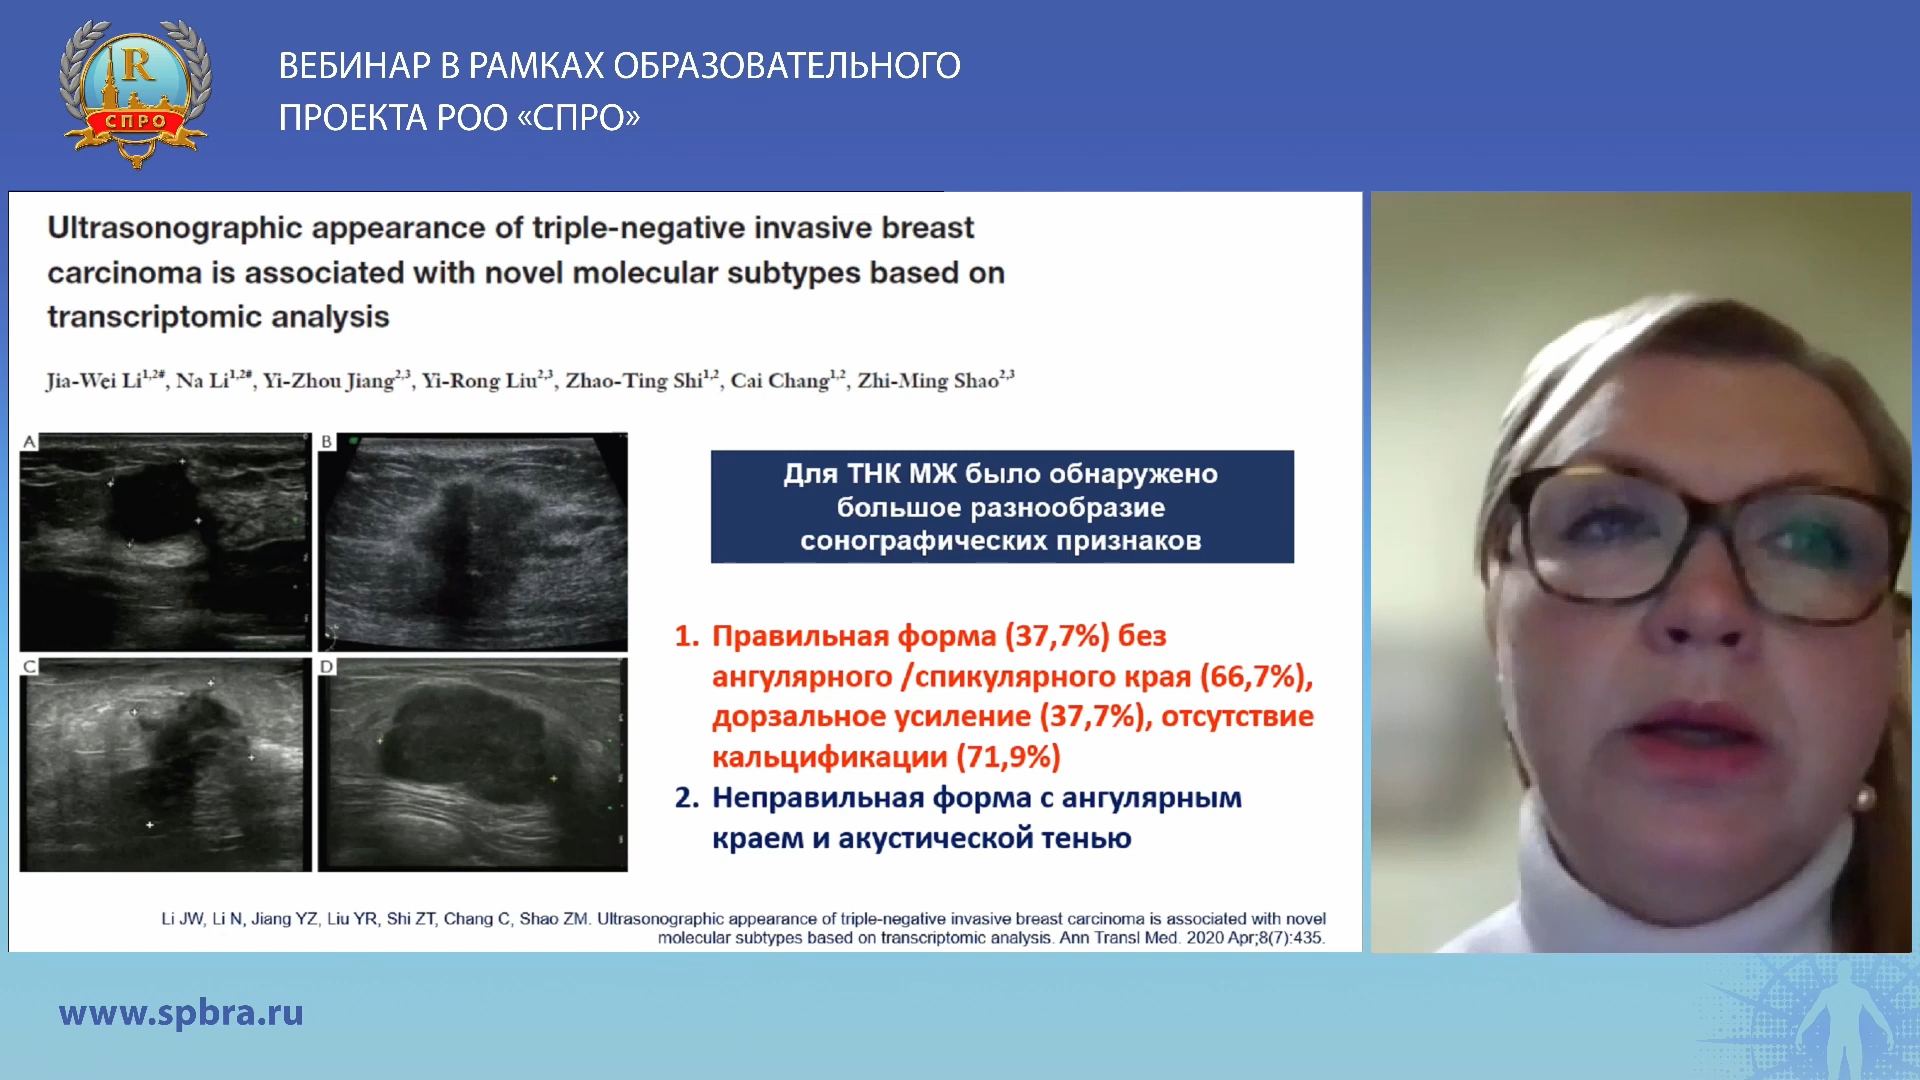 R
СПРО
ВЕБИНАР В РАМКАХ ОБРАЗОВАТЕЛЬНОГО
ПРОЕКТА РОО «СПРО»
Ultrasonographic appearance of triple-negative invasive breast
carcinoma is associated with novel molecular subtypes based on
transcriptomic analysis
Jia-Wei Li1,2#, Na Li1,2#, Yi-Zhou Jiang2,3, Yi-Rong Liu2,3, Zhao-Ting Shi1,2, Cai Chang1,2, Zhi-Ming Shao2,3
A
B
C
D
Для ТНК МЖ было обнаружено
большое разнообразие
сонографических признаков
1. Правильная форма (37,7%) без
ангулярного /спикулярного края (66,7%),
дорзальное усиление (37,7%), отсутствие
кальцификации (71,9%)
2. Неправильная форма с ангулярным
краем и акустической тенью
Li JW, Li N, Jiang YZ, Liu YR, Shi ZT, Chang C, Shao ZM. Ultrasonographic appearance of triple-negative invasive breast carcinoma is associated with novel
molecular subtypes based on transcriptomic analysis. Ann Transl Med. 2020 Apr;8(7):435.
www.spbra.ru